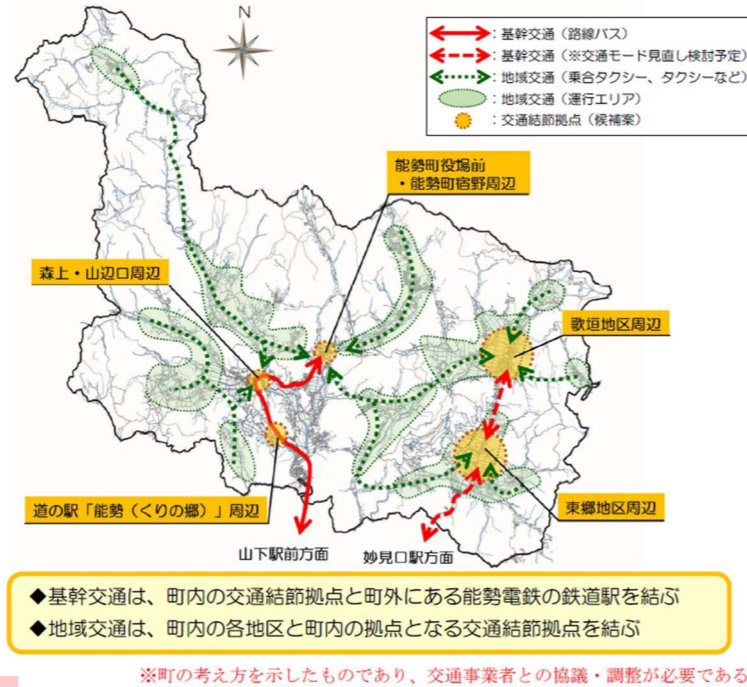 N
：基幹交通（路線バス）
：基幹交通（※交通モード見直し検討予定）
：地域交通（乗合タクシー、タクシーなど）
：地域交通（運行エリア）
：交通結節拠点（候補案）
能勢町役場前
・能勢町宿野周辺
森上・山辺口周辺
歌垣地区周辺
道の駅「能勢（くりの郷）」周辺
東郷地区周辺
山下駅前方面
妙見口駅方面
◆基幹交通は、町内の交通結節拠点と町外にある能勢電鉄の鉄道駅を結ぶ
◆地域交通は、町内の各地区と町内の拠点となる交通結節拠点を結ぶ
※町の考え方を示したものであり、交通事業者との協議・調整が必要である